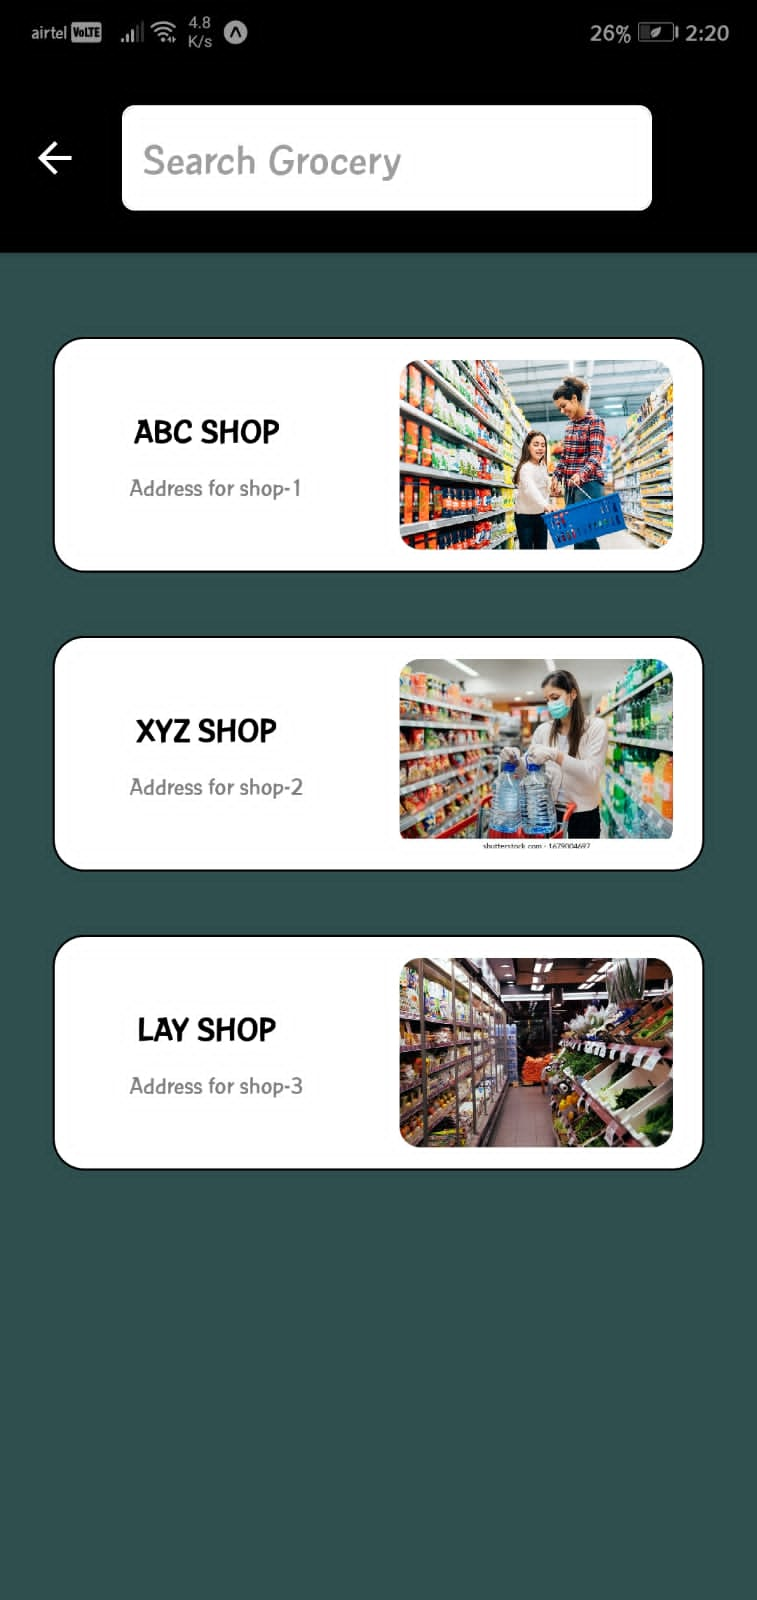 airtel VoLTE 4.8 K/s 26% 2:20
Search Grocery
ABC SHOP
Address for shop-1
XYZ SHOP
Address for shop-2
shutterstock.com · 1679004697
LAY SHOP
Address for shop-3